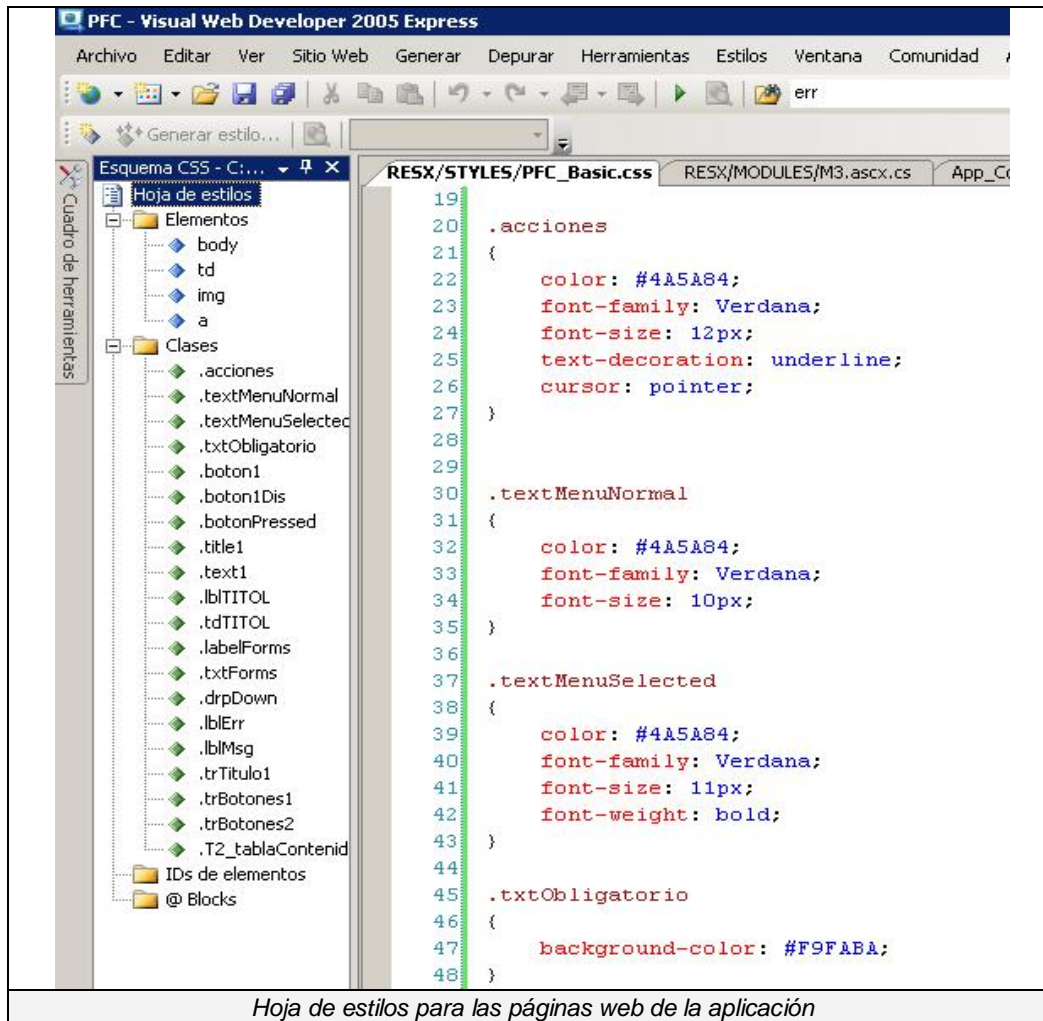 PFC - Visual Web Developer 2005 Express
Archivo Editar Ver Sitio Web Generar Depurar Herramientas Estilos Ventana Comunidad
err
Generar estilo...
Cuadro de herramientas
Esquema CSS - C:...
Hoja de estilos
Elementos
body
td
img
a
Clases
.acciones
.textMenuNormal
.textMenuSelected
.txtObligatorio
.boton1
.boton1Dis
.botonPressed
.title1
.text1
.lblTITOL
.tdTITOL
.labelForms
.txtForms
.drpDown
.lblErr
.lblMsg
.trTitulo1
.trBotones1
.trBotones2
.T2_tablaContenid
IDs de elementos
@ Blocks
RESX/STYLES/PFC_Basic.css RESX/MODULES/M3.ascx.cs App_Co
19
20 .acciones
21 {
22 color: #4A5A84;
23 font-family: Verdana;
24 font-size: 12px;
25 text-decoration: underline;
26 cursor: pointer;
27 }
28
29
30 .textMenuNormal
31 {
32 color: #4A5A84;
33 font-family: Verdana;
34 font-size: 10px;
35 }
36
37 .textMenuSelected
38 {
39 color: #4A5A84;
40 font-family: Verdana;
41 font-size: 11px;
42 font-weight: bold;
43 }
44
45 .txtObligatorio
46 {
47 background-color: #F9FABA;
48 }
Hoja de estilos para las páginas web de la aplicación